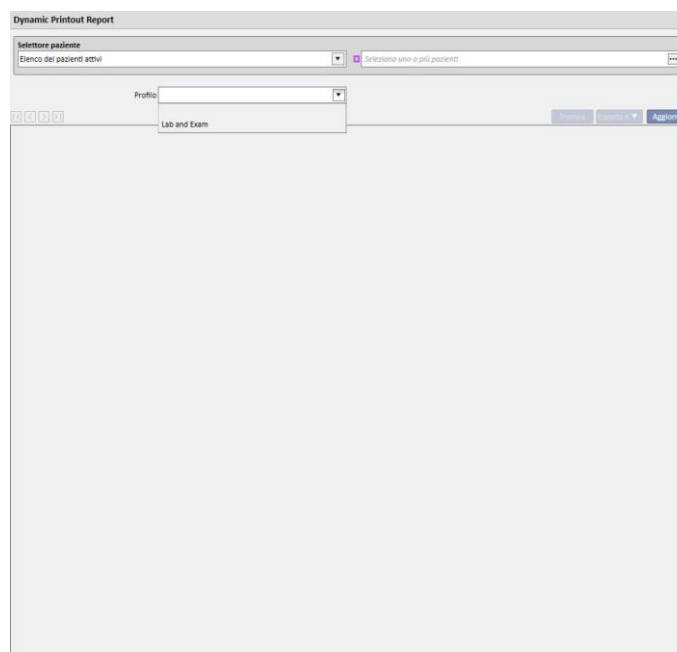 Dynamic Printout Report
Selettore paziente
Elenco dei pazienti attivi
Seleziona uno o più pazienti
Profilo
Lab and Exam
Stampa
Esporta a
Aggiorn